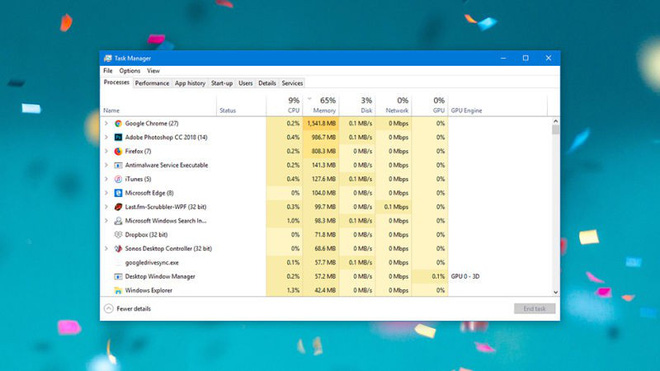 Task Manager
File Options View
Processes Performance App history Start-up Users Details Services
9% 65% 3% 0% 0%
Name Status CPU Memory Disk Network GPU GPU Engine
Google Chrome (27) 0.2% 1,541.8 MB 0.1 MB/s 0 Mbps 0%
Adobe Photoshop CC 2018 (14) 0.4% 986.7 MB 0.1 MB/s 0 Mbps 0%
Firefox (7) 0.2% 808.3 MB 0 MB/s 0 Mbps 0%
Antimalware Service Executable 0.2% 141.3 MB 0 MB/s 0 Mbps 0%
iTunes (5) 0.4% 127.6 MB 0.1 MB/s 0 Mbps 0%
Microsoft Edge (8) 0% 104.0 MB 0 MB/s 0 Mbps 0%
Last.fm-Scrubbler-WPF (32 bit) 0.3% 99.7 MB 0 MB/s 0.1 Mbps 0%
Microsoft Windows Search In... 1.0% 98.3 MB 0.1 MB/s 0 Mbps 0%
Dropbox (32 bit) 0% 71.8 MB 0 MB/s 0 Mbps 0%
Sonos Desktop Controller (32 bit) 0% 68.6 MB 0 MB/s 0 Mbps 0%
googledrivesync.exe 0.1% 57.7 MB 0.1 MB/s 0 Mbps 0%
Desktop Window Manager 0.2% 57.2 MB 0 MB/s 0 Mbps 0.1% GPU 0 - 3D
Windows Explorer 1.3% 42.4 MB 0 MB/s 0 Mbps 0%
Fewer details End task